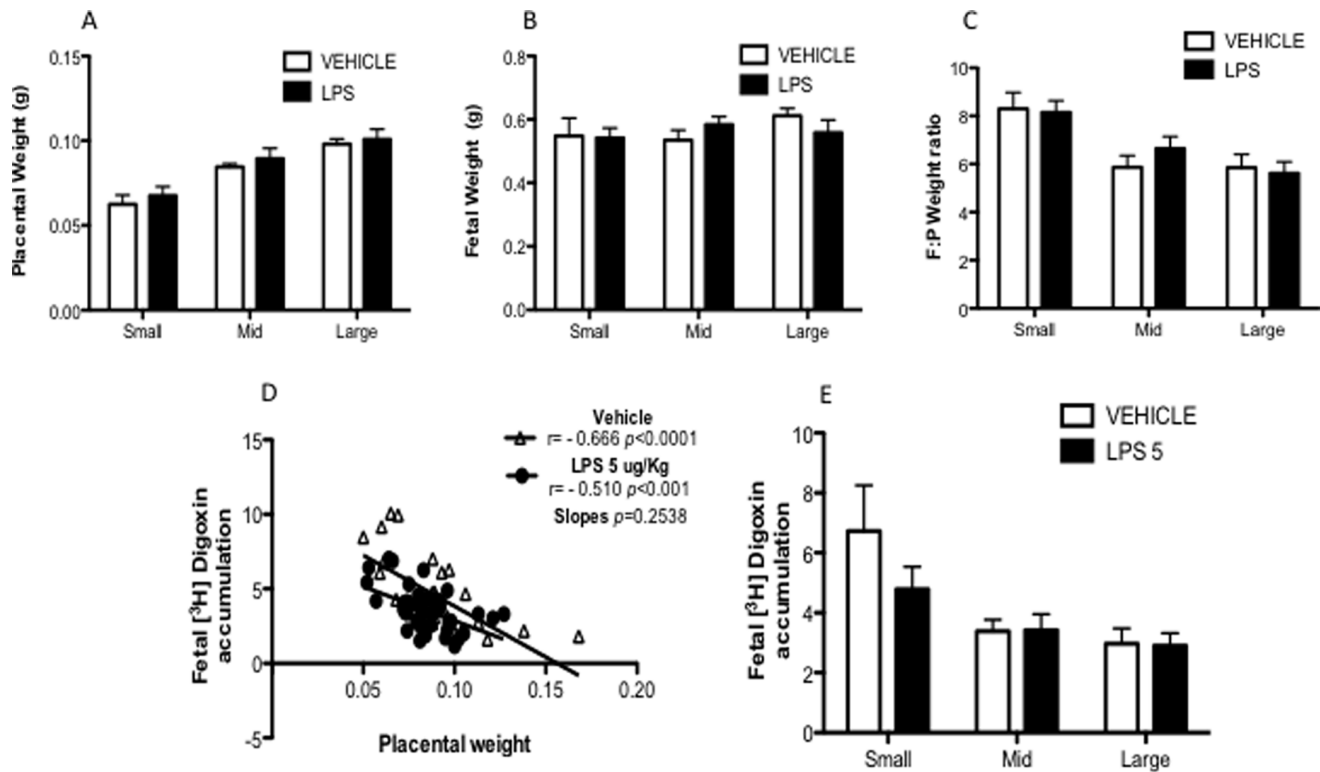 A
VEHICLE
LPS
Placental Weight (g)
0.15
0.10
0.05
0.00
Small Mid Large
B
VEHICLE
LPS
Fetal Weight (g)
0.8
0.6
0.4
0.2
0.0
Small Mid Large
C
VEHICLE
LPS
F:P Weight ratio
10
8
6
4
2
0
Small Mid Large
D
Vehicle
r= - 0.666 p<0.0001
LPS 5 ug/Kg
r= - 0.510 p<0.001
Slopes p=0.2538
Fetal [³H] Digoxin
accumulation
15
10
5
0
-5
0.05 0.10 0.15 0.20
Placental weight
E
VEHICLE
LPS 5
Fetal [³H] Digoxin
accumulation
10
8
6
4
2
0
Small Mid Large